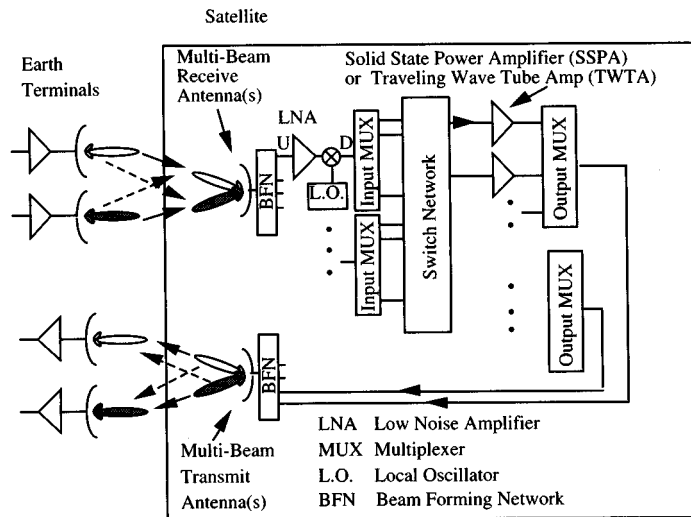 Satellite
Earth
Terminals
Multi-Beam
Receive
Antenna(s)
Solid State Power Amplifier (SSPA)
or Traveling Wave Tube Amp (TWTA)
LNA
U
D
L.O.
BFN
Input MUX
Input MUX
Switch Network
Output MUX
Output MUX
BFN
Multi-Beam
Transmit
Antenna(s)
LNA Low Noise Amplifier
MUX Multiplexer
L.O. Local Oscillator
BFN Beam Forming Network